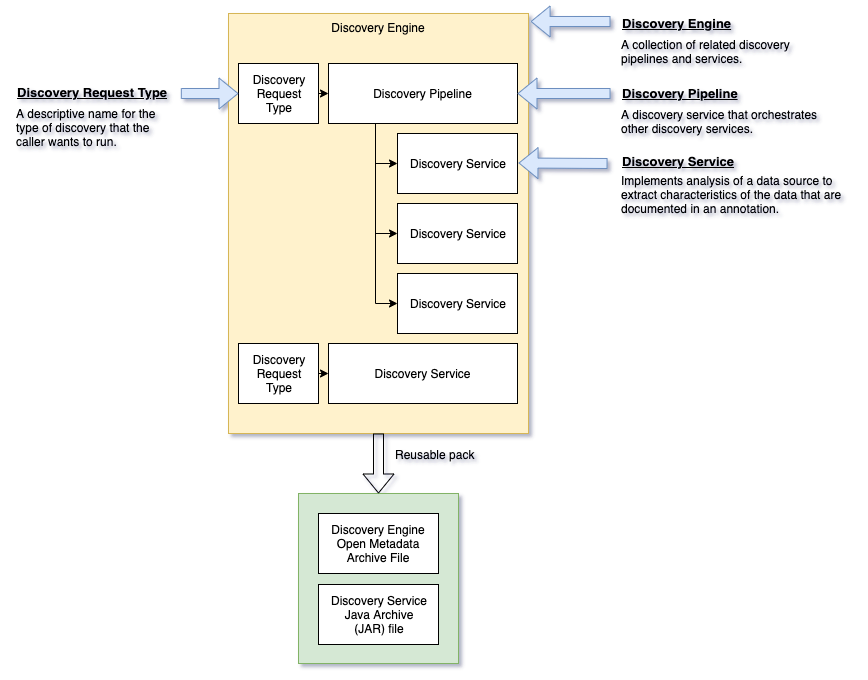 Discovery Engine
Discovery Engine
A collection of related discovery
pipelines and services.
Discovery Request Type
A descriptive name for the
type of discovery that the
caller wants to run.
Discovery
Request
Type
Discovery Pipeline
Discovery Pipeline
A discovery service that orchestrates
other discovery services.
Discovery Service
Discovery Service
Implements analysis of a data source to
extract characteristics of the data that are
documented in an annotation.
Discovery Service
Discovery Service
Discovery
Request
Type
Discovery Service
Reusable pack
Discovery Engine
Open Metadata
Archive File
Discovery Service
Java Archive
(JAR) file